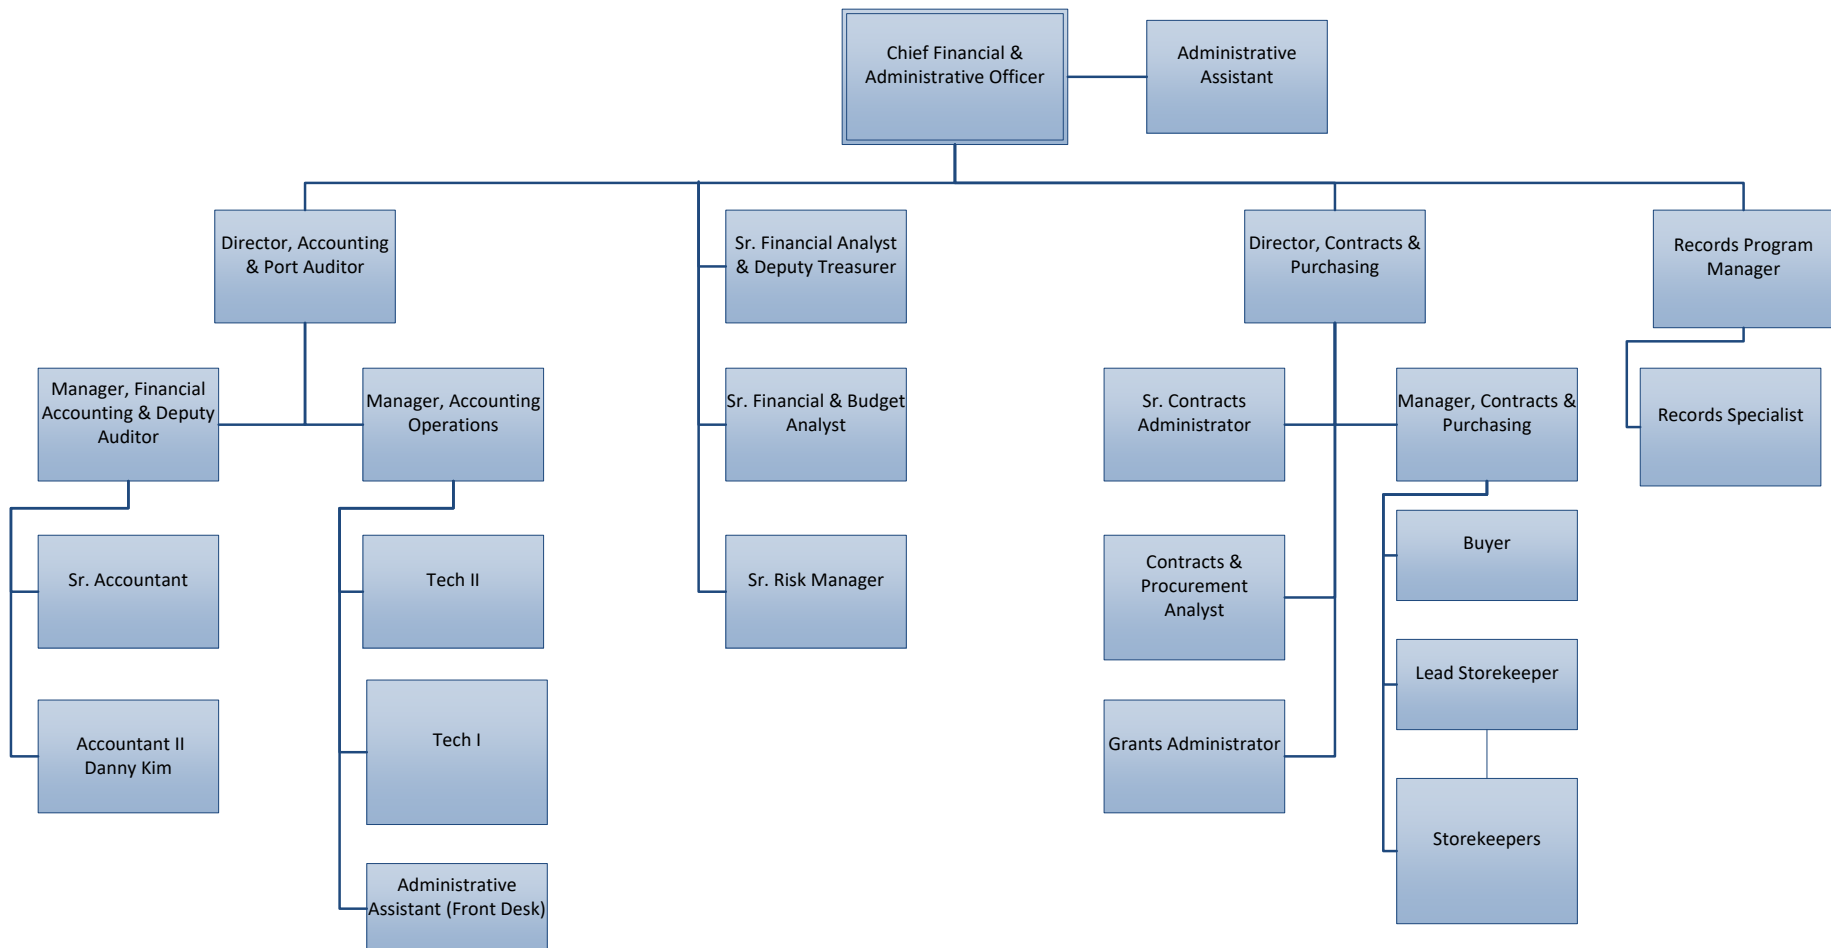 Chief Financial &
Administrative Officer
Administrative
Assistant
Director, Accounting
& Port Auditor
Sr. Financial Analyst
& Deputy Treasurer
Director, Contracts &
Purchasing
Records Program
Manager
Manager, Financial
Accounting & Deputy
Auditor
Manager, Accounting
Operations
Sr. Financial & Budget
Analyst
Sr. Contracts
Administrator
Manager, Contracts &
Purchasing
Records Specialist
Sr. Accountant
Tech II
Sr. Risk Manager
Contracts &
Procurement
Analyst
Buyer
Lead Storekeeper
Accountant II
Danny Kim
Tech I
Grants Administrator
Storekeepers
Administrative
Assistant (Front Desk)